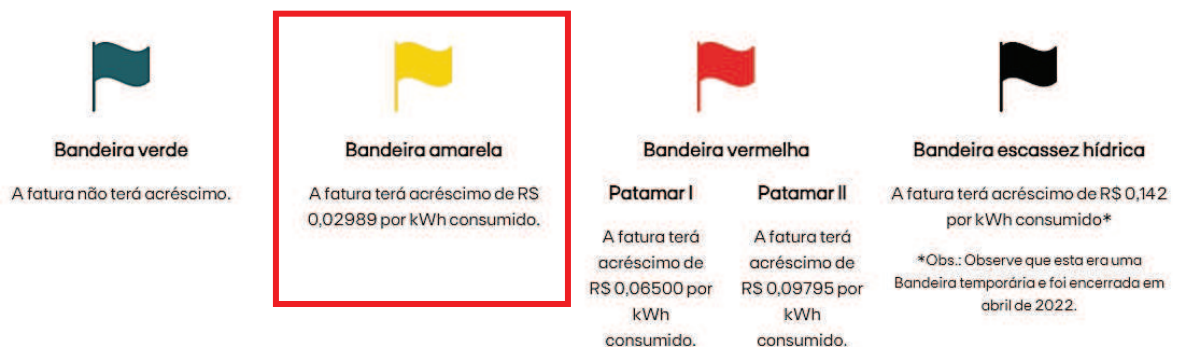 Bandeira verde
A fatura não terá acréscimo.
Bandeira amarela
A fatura terá acréscimo de R$
0,02989 por kWh consumido.
Bandeira vermelha
Patamar I
A fatura terá
acréscimo de
R$ 0,06500 por
kWh
consumido.
Patamar II
A fatura terá
acréscimo de
R$ 0,09795 por
kWh
consumido.
Bandeira escassez hídrica
A fatura terá acréscimo de R$ 0,142
por kWh consumido*
*Obs.: Observe que esta era uma
Bandeira temporária e foi encerrada em
abril de 2022.